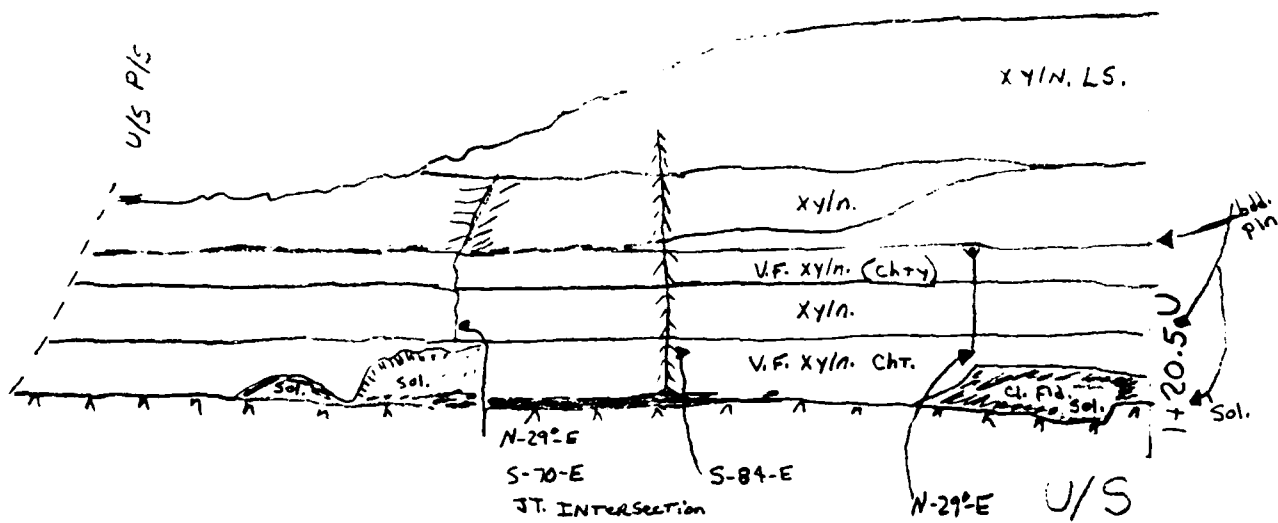 U/S P/S
XY/N. LS.
XY/n.
bdd.
pln
V.F. XY/n. (Chty)
XY/n.
V.F. XY/n. ChT.
Sol.
Sol.
Cl. Fld.
Sol.
1+20.5 U
Sol.
N-29°-E
S-70-E
JT. INTERSECTION
S-84-E
N-29°-E
U/S